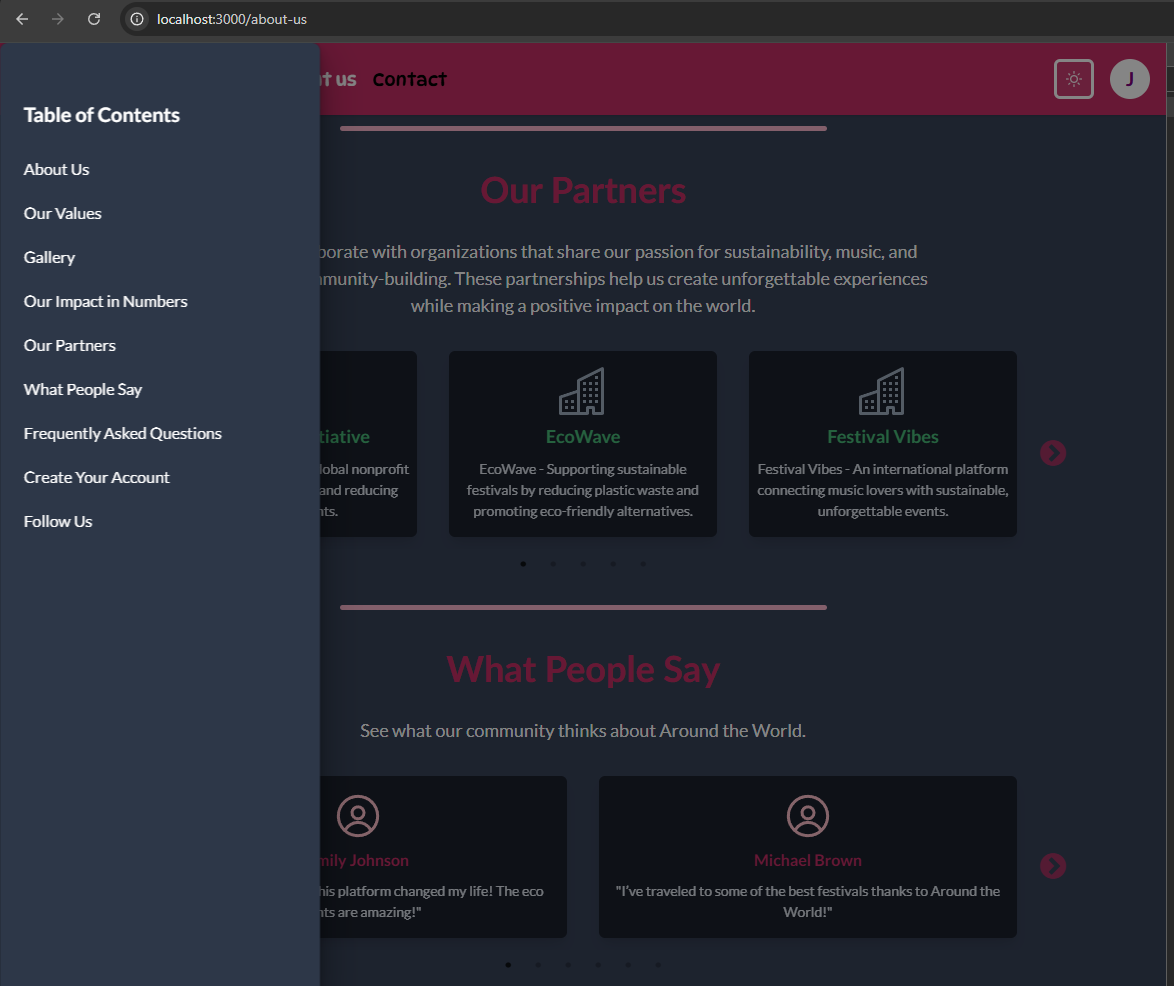 localhost:3000/about-us
t us Contact
J
Table of Contents
About Us
Our Values
Gallery
Our Impact in Numbers
Our Partners
What People Say
Frequently Asked Questions
Create Your Account
Follow Us
Our Partners
borate with organizations that share our passion for sustainability, music, and
mmunity-building. These partnerships help us create unforgettable experiences
while making a positive impact on the world.
tiative
lobal nonprofit
and reducing
nts.
EcoWave
EcoWave - Supporting sustainable
festivals by reducing plastic waste and
promoting eco-friendly alternatives.
Festival Vibes
Festival Vibes - An international platform
connecting music lovers with sustainable,
unforgettable events.
What People Say
See what our community thinks about Around the World.
mily Johnson
his platform changed my life! The eco
nts are amazing!"
Michael Brown
"I've traveled to some of the best festivals thanks to Around the
World!"